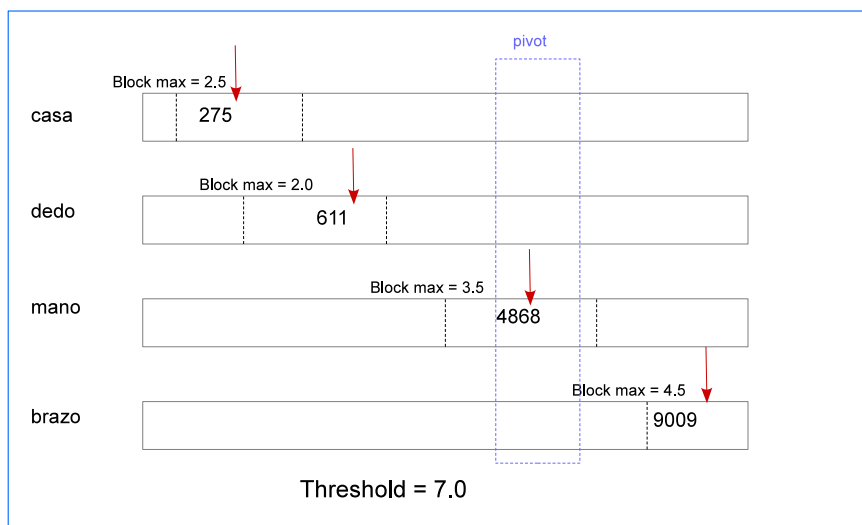 pivot
Block max = 2.5
casa
275
Block max = 2.0
dedo
611
Block max = 3.5
mano
4868
Block max = 4.5
brazo
9009
Threshold = 7.0